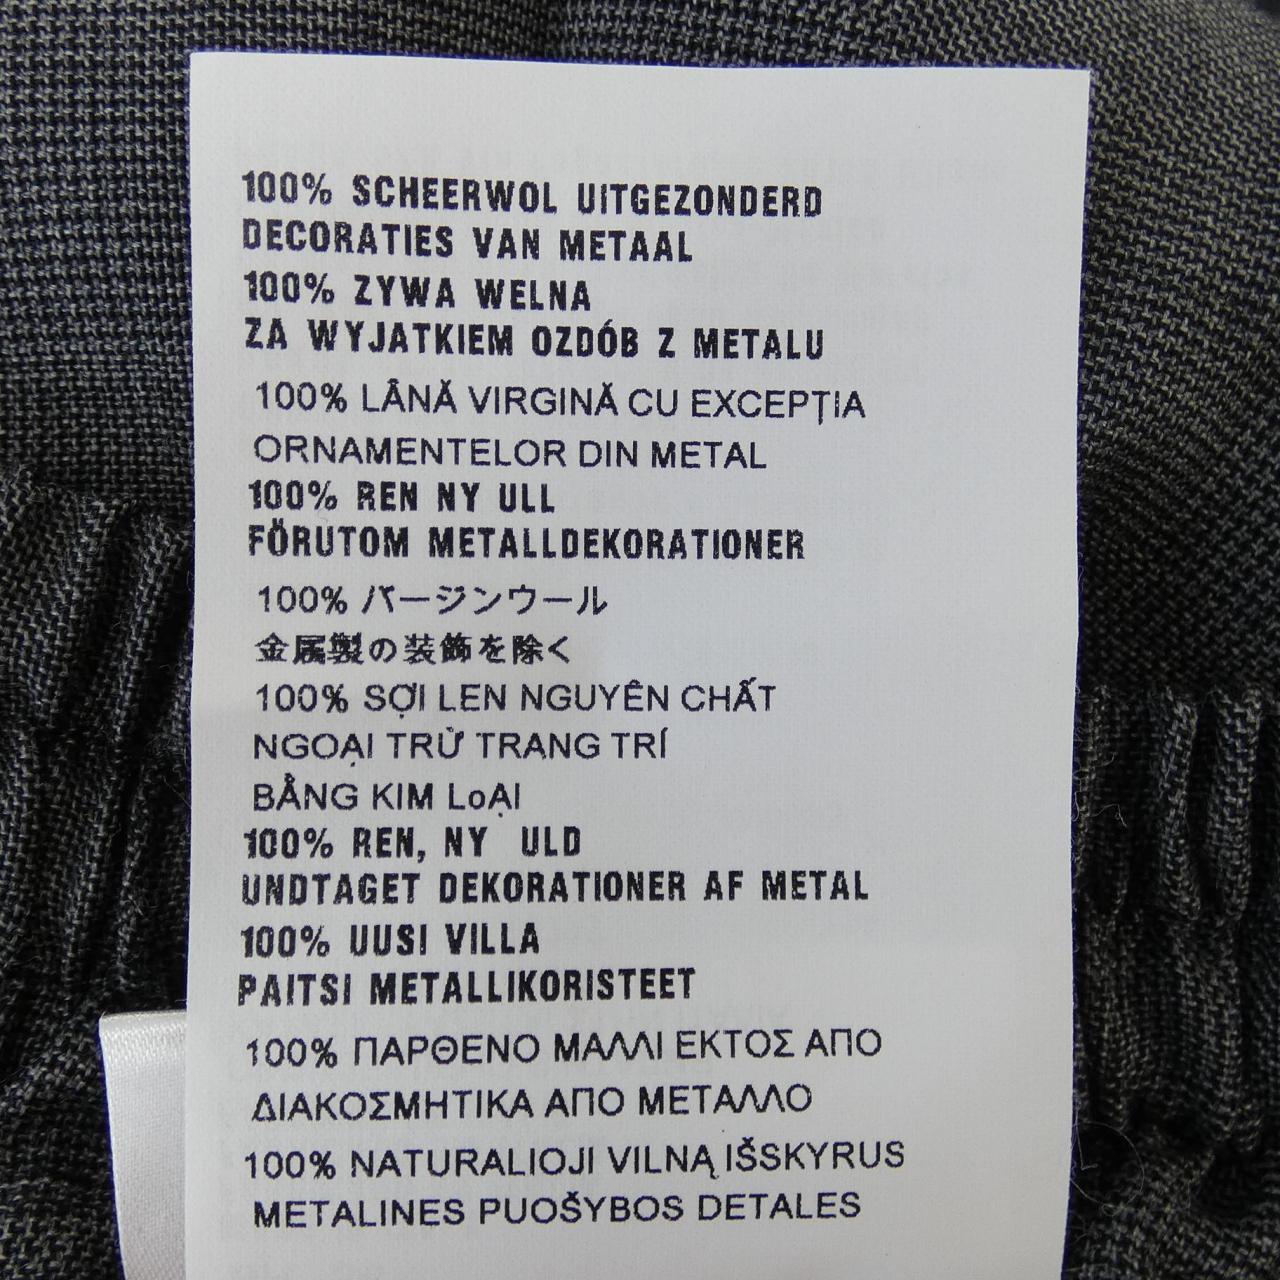 100% SCHEERWOL UITGEZONDERD
DECORATIES VAN METAAL
100% ZYWA WELNA
ZA WYJATKIEM OZDÓB Z METALU
100% LÂNĂ VIRGINĂ CU EXCEPȚIA
ORNAMENTELOR DIN METAL
100% REN NY ULL
FÖRUTOM METALLDEKORATIONER
100% バージンウール
金属製の装飾を除く
100% SỢI LEN NGUYÊN CHẤT
NGOẠI TRỪ TRANG TRÍ
BẰNG KIM LoẠI
100% REN, NY ULD
UNDTAGET DEKORATIONER AF METAL
100% UUSI VILLA
PAITSI METALLIKORISTEET
100% ΠΑΡΘΕΝΟ ΜΑΛΛΙ ΕΚΤΟΣ ΑΠΟ
ΔΙΑΚΟΣΜΗΤΙΚΑ ΑΠΟ ΜΕΤΑΛΛΟ
100% NATURALIOJI VILNĄ IŠSKYRUS
METALINES PUOŠYBOS DETALES